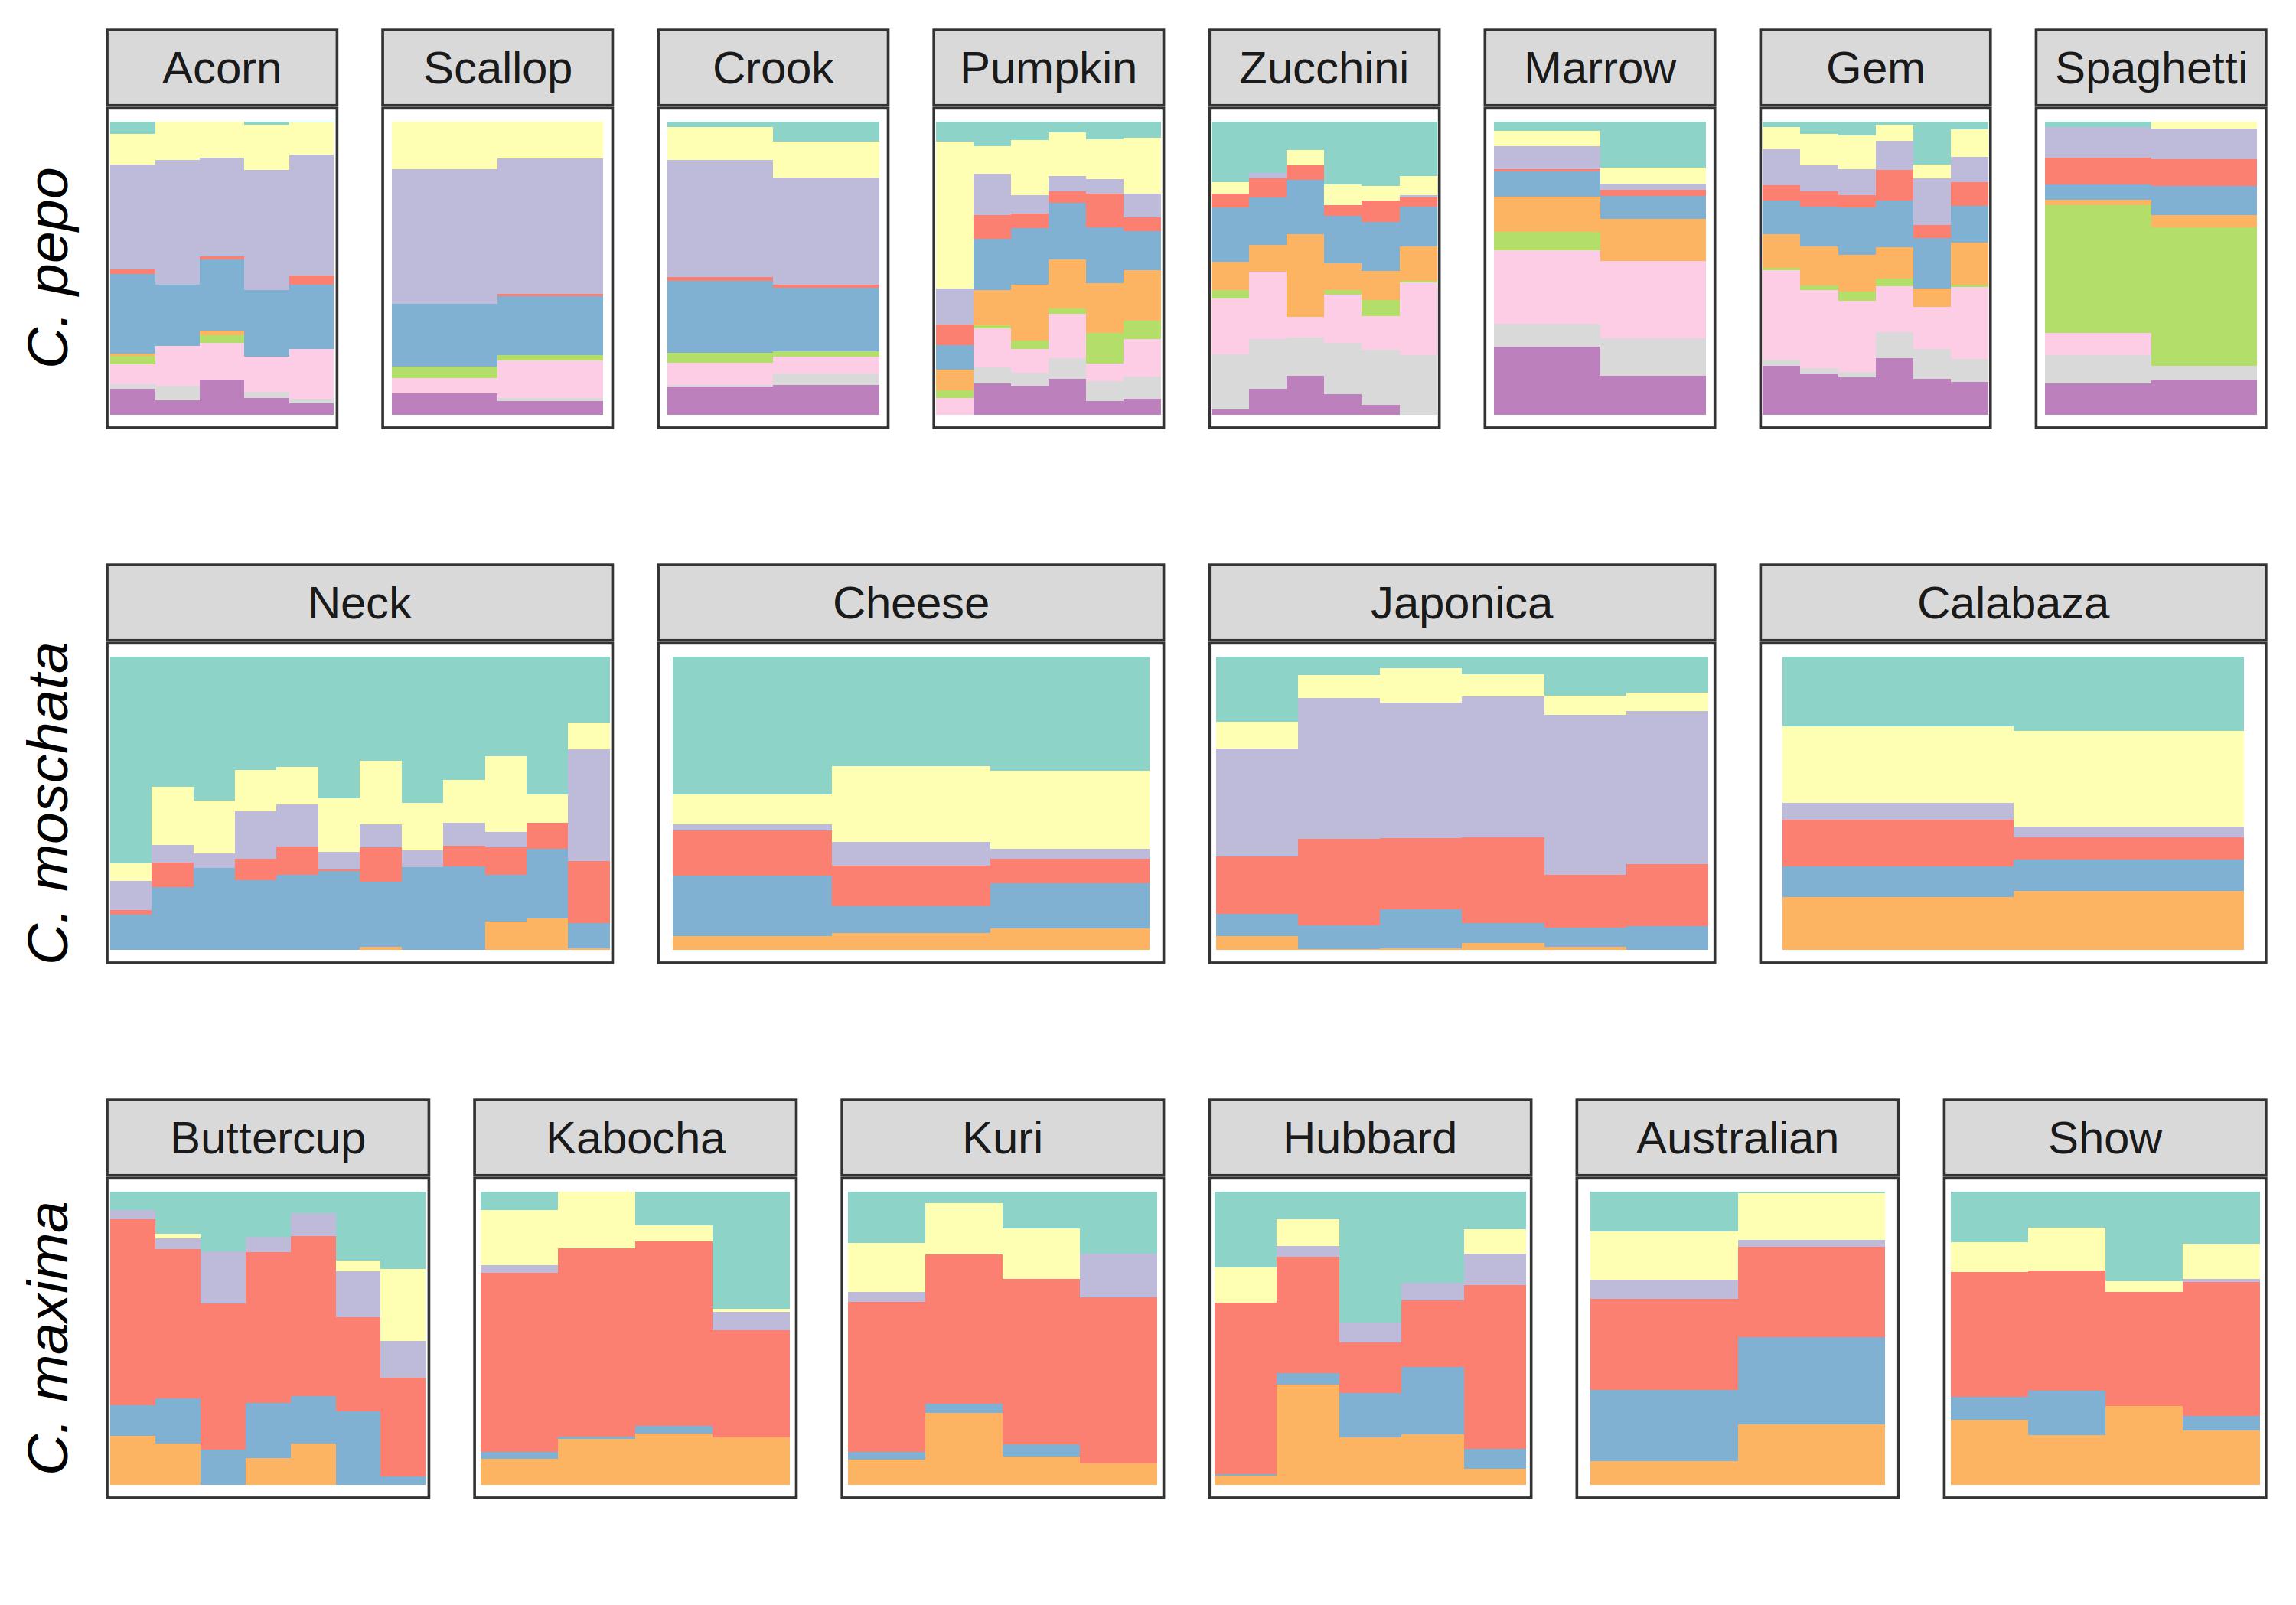 C. pepo
Acorn
Scallop
Crook
Pumpkin
Zucchini
Marrow
Gem
Spaghetti
C. moschata
Neck
Cheese
Japonica
Calabaza
C. maxima
Buttercup
Kabocha
Kuri
Hubbard
Australian
Show